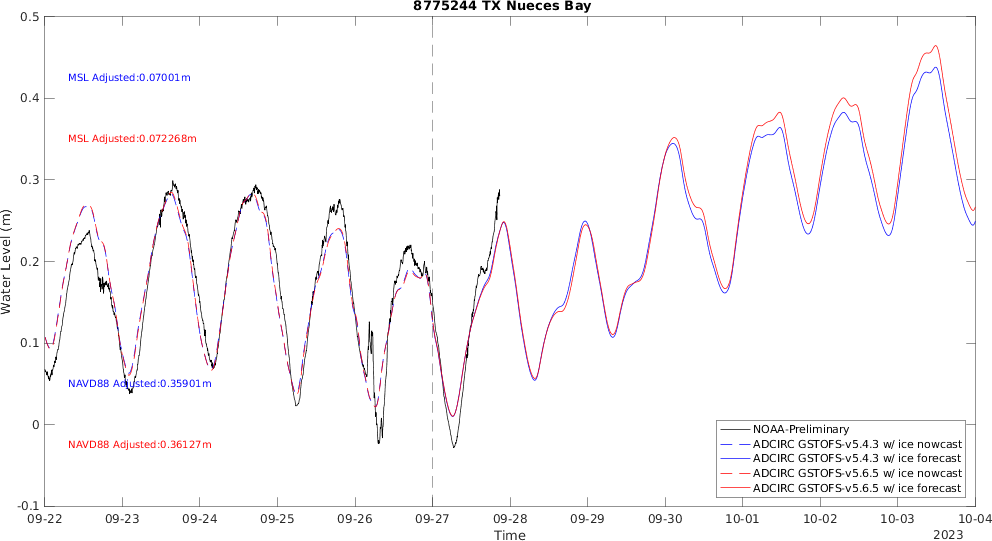 8775244 TX Nueces Bay
0.5
0.4
0.3
0.2
0.1
0
-0.1
Water Level (m)
MSL Adjusted:0.07001m
MSL Adjusted:0.072268m
NAVD88 Adjusted:0.35901m
NAVD88 Adjusted:0.36127m
NOAA-Preliminary
ADCIRC GSTOFS-v5.4.3 w/ ice nowcast
ADCIRC GSTOFS-v5.4.3 w/ ice forecast
ADCIRC GSTOFS-v5.6.5 w/ ice nowcast
ADCIRC GSTOFS-v5.6.5 w/ ice forecast
09-22 09-23 09-24 09-25 09-26 09-27 09-28 09-29 09-30 10-01 10-02 10-03 10-04
Time
2023